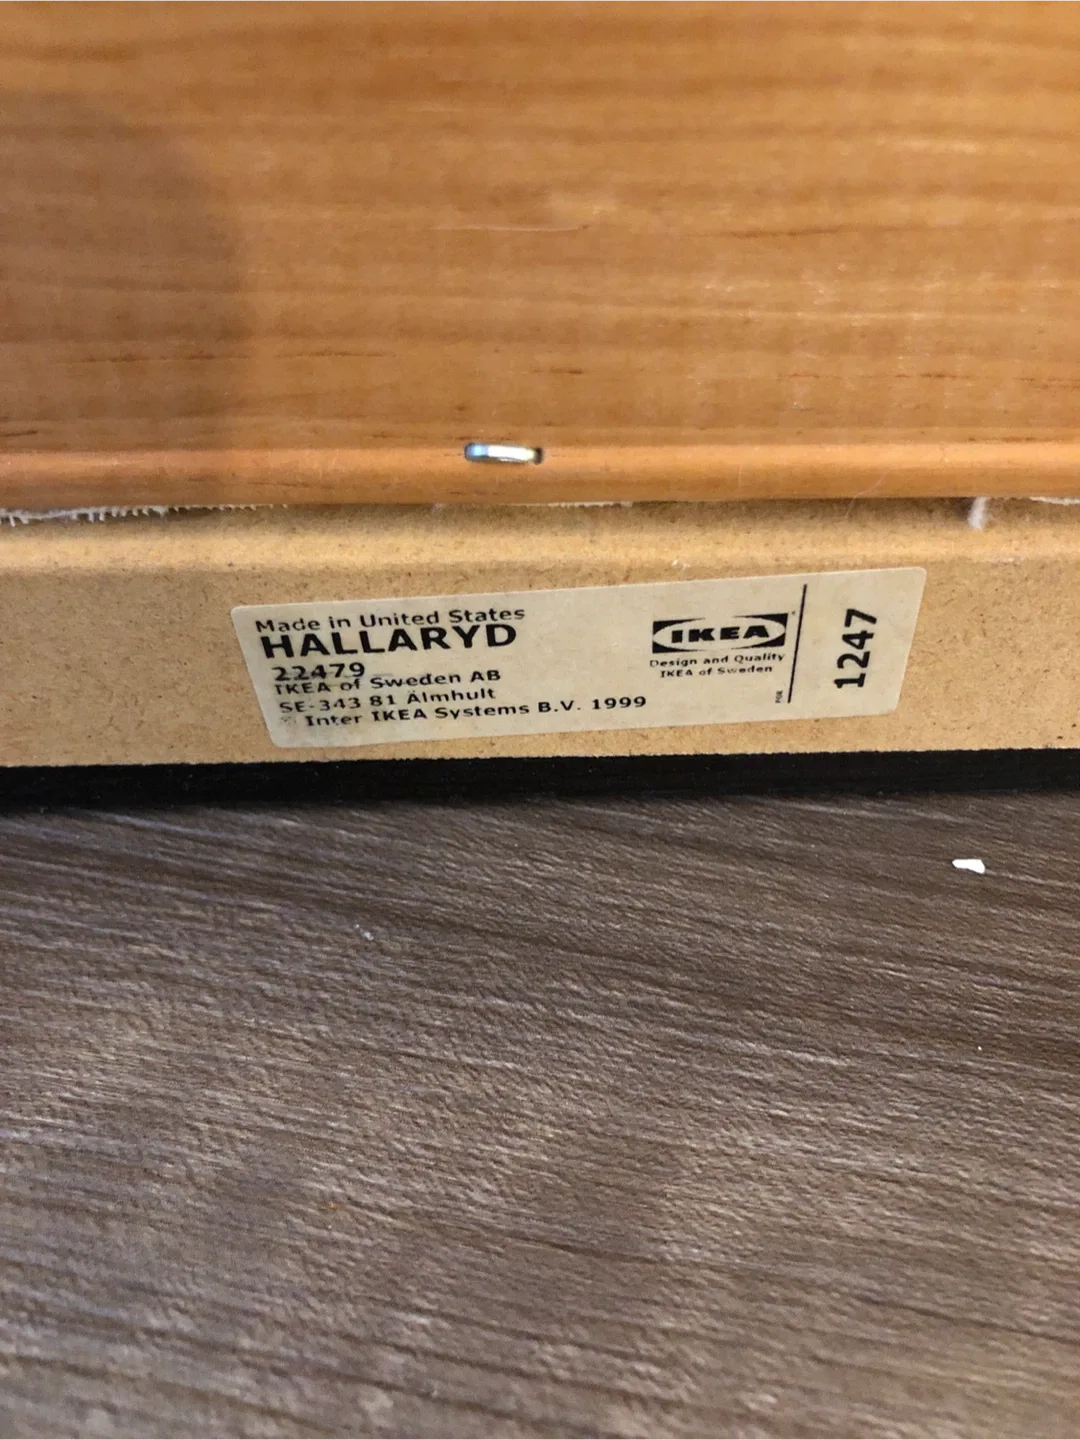 Made in United States
HALLARYD
22479
IKEA of Sweden AB
SE-343 81 Älmhult
Inter IKEA Systems B.V. 1999
IKEA
Design and Quality
IKEA of Sweden
1247